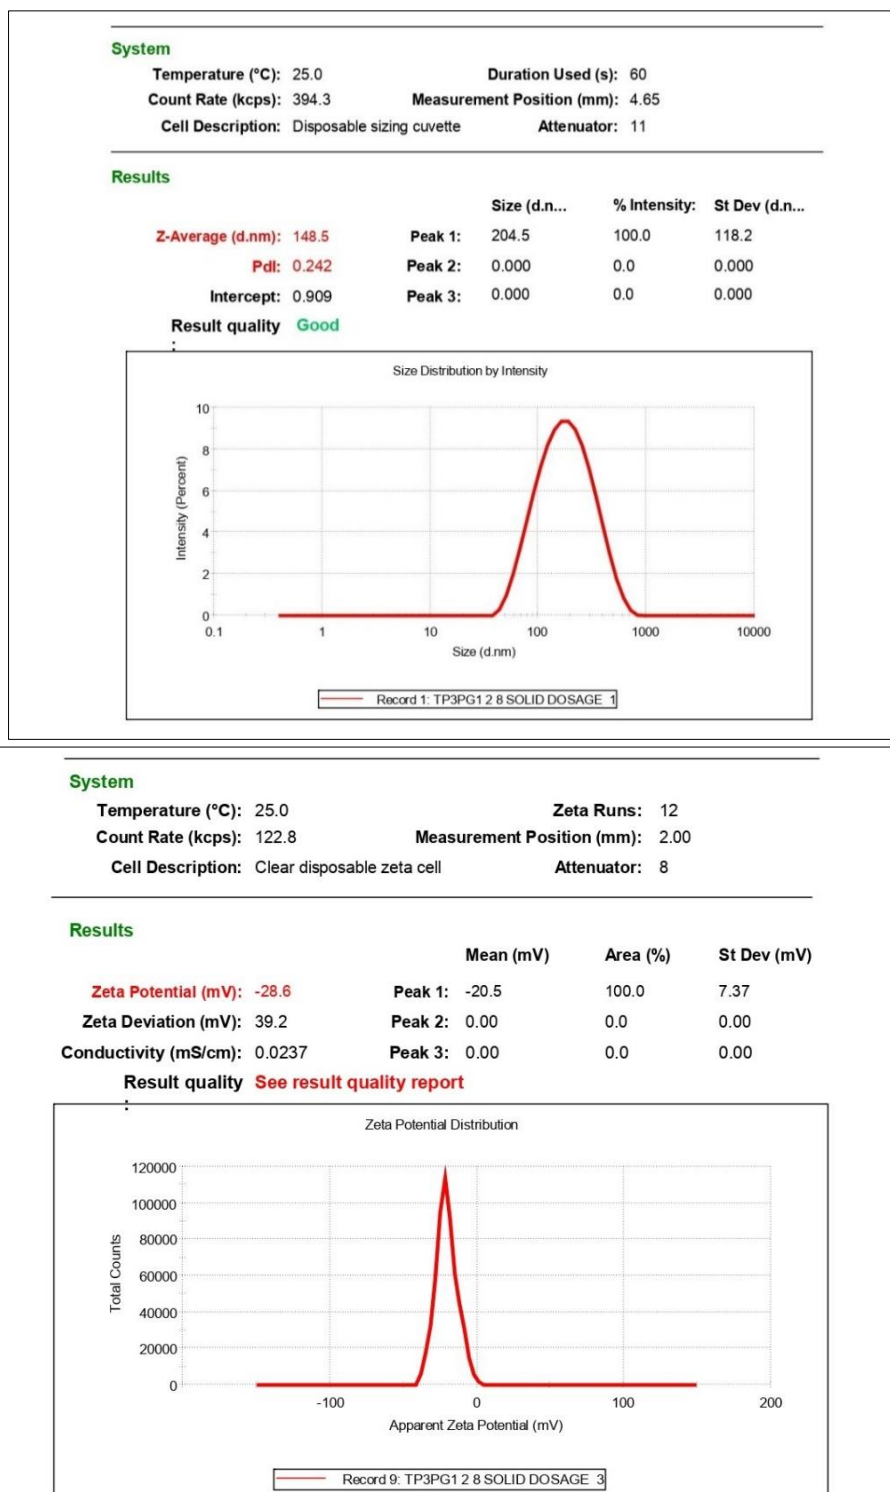 System
Temperature (°C): 25.0 Duration Used (s): 60
Count Rate (kcps): 394.3 Measurement Position (mm): 4.65
Cell Description: Disposable sizing cuvette Attenuator: 11
Results
Size (d.n... % Intensity: St Dev (d.n...
Z-Average (d.nm): 148.5 Peak 1: 204.5 100.0 118.2
PdI: 0.242 Peak 2: 0.000 0.0 0.000
Intercept: 0.909 Peak 3: 0.000 0.0 0.000
Result quality Good
:
Size Distribution by Intensity
Intensity (Percent)
10
8
6
4
2
0
0.1 1 10 100 1000 10000
Size (d.nm)
Record 1: TP3PG1 2 8 SOLID DOSAGE 1
System
Temperature (°C): 25.0 Zeta Runs: 12
Count Rate (kcps): 122.8 Measurement Position (mm): 2.00
Cell Description: Clear disposable zeta cell Attenuator: 8
Results
Mean (mV) Area (%) St Dev (mV)
Zeta Potential (mV): -28.6 Peak 1: -20.5 100.0 7.37
Zeta Deviation (mV): 39.2 Peak 2: 0.00 0.0 0.00
Conductivity (mS/cm): 0.0237 Peak 3: 0.00 0.0 0.00
Result quality See result quality report
:
Zeta Potential Distribution
Total Counts
120000
100000
80000
60000
40000
20000
0
-100 0 100 200
Apparent Zeta Potential (mV)
Record 9: TP3PG1 2 8 SOLID DOSAGE 3